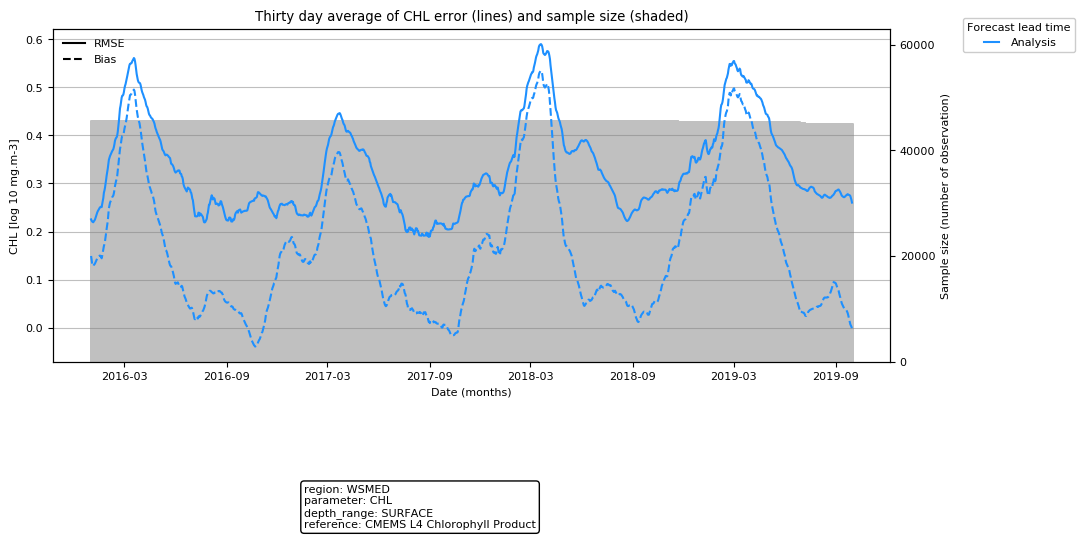 Thirty day average of CHL error (lines) and sample size (shaded)
Forecast lead time
Analysis
RMSE
Bias
0.6
0.5
0.4
0.3
0.2
0.1
0.0
CHL [log 10 mg.m-3]
60000
40000
20000
0
Sample size (number of observation)
2016-03
2016-09
2017-03
2017-09
2018-03
2018-09
2019-03
2019-09
Date (months)
region: WSMED
parameter: CHL
depth_range: SURFACE
reference: CMEMS L4 Chlorophyll Product